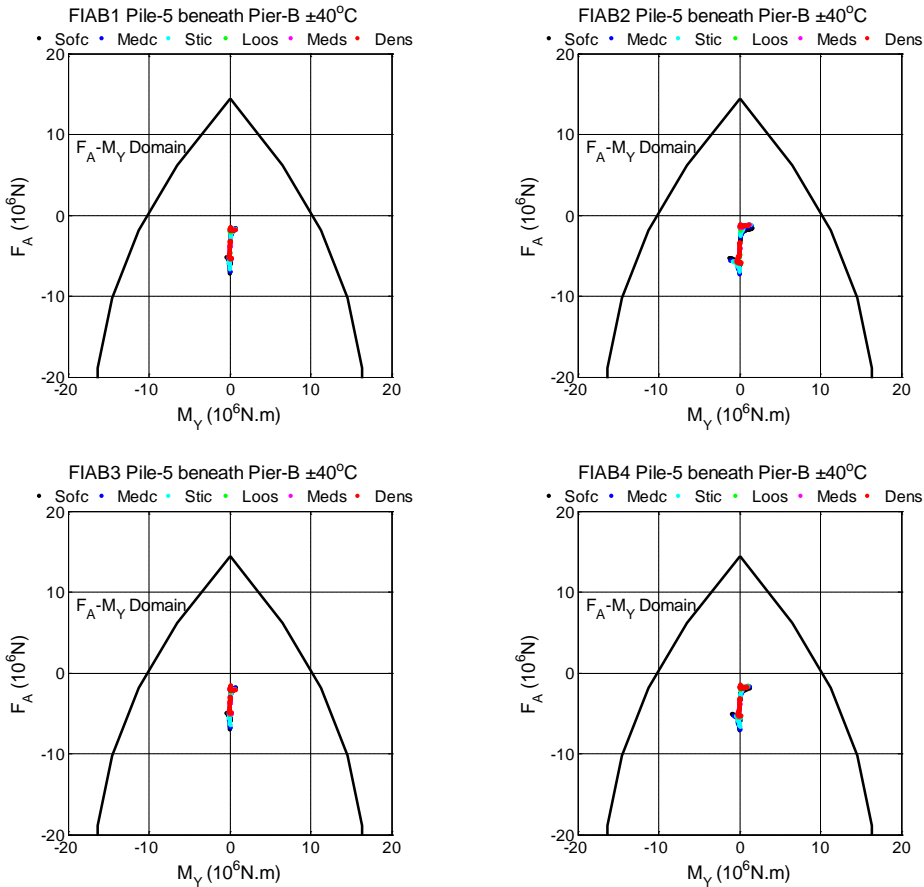 FIAB1 Pile-5 beneath Pier-B ±40°C
Sofc Medc Stic Loos Meds Dens
20
10
0
-10
-20
F_A-M_Y Domain
F_A (10^6N)
-20 -10 0 10 20
M_Y (10^6N.m)
FIAB2 Pile-5 beneath Pier-B ±40°C
Sofc Medc Stic Loos Meds Dens
20
10
0
-10
-20
F_A-M_Y Domain
F_A (10^6N)
-20 -10 0 10 20
M_Y (10^6N.m)
FIAB3 Pile-5 beneath Pier-B ±40°C
Sofc Medc Stic Loos Meds Dens
20
10
0
-10
-20
F_A-M_Y Domain
F_A (10^6N)
-20 -10 0 10 20
M_Y (10^6N.m)
FIAB4 Pile-5 beneath Pier-B ±40°C
Sofc Medc Stic Loos Meds Dens
20
10
0
-10
-20
F_A-M_Y Domain
F_A (10^6N)
-20 -10 0 10 20
M_Y (10^6N.m)